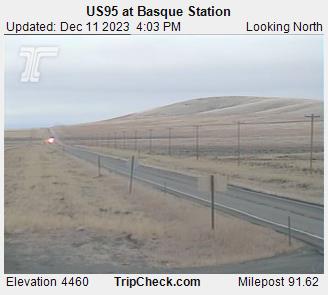 US95 at Basque Station
Updated: Dec 11 2023 4:03 PM Looking North
Elevation 4460 TripCheck.com Milepost 91.62